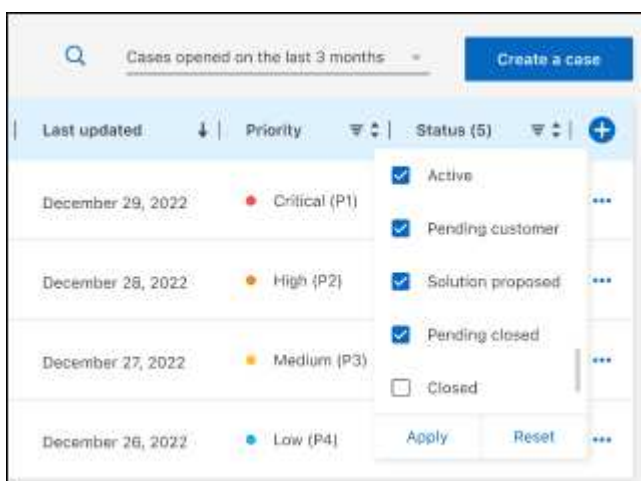 Cases opened on the last 3 months
Create a case
Last updated Priority Status (5)
Active
December 29, 2022 Critical (P1)
Pending customer
December 28, 2022 High (P2) Solution proposed
Pending closed
December 27, 2022 Medium (P3)
Closed
December 26, 2022 Low (P4) Apply Reset